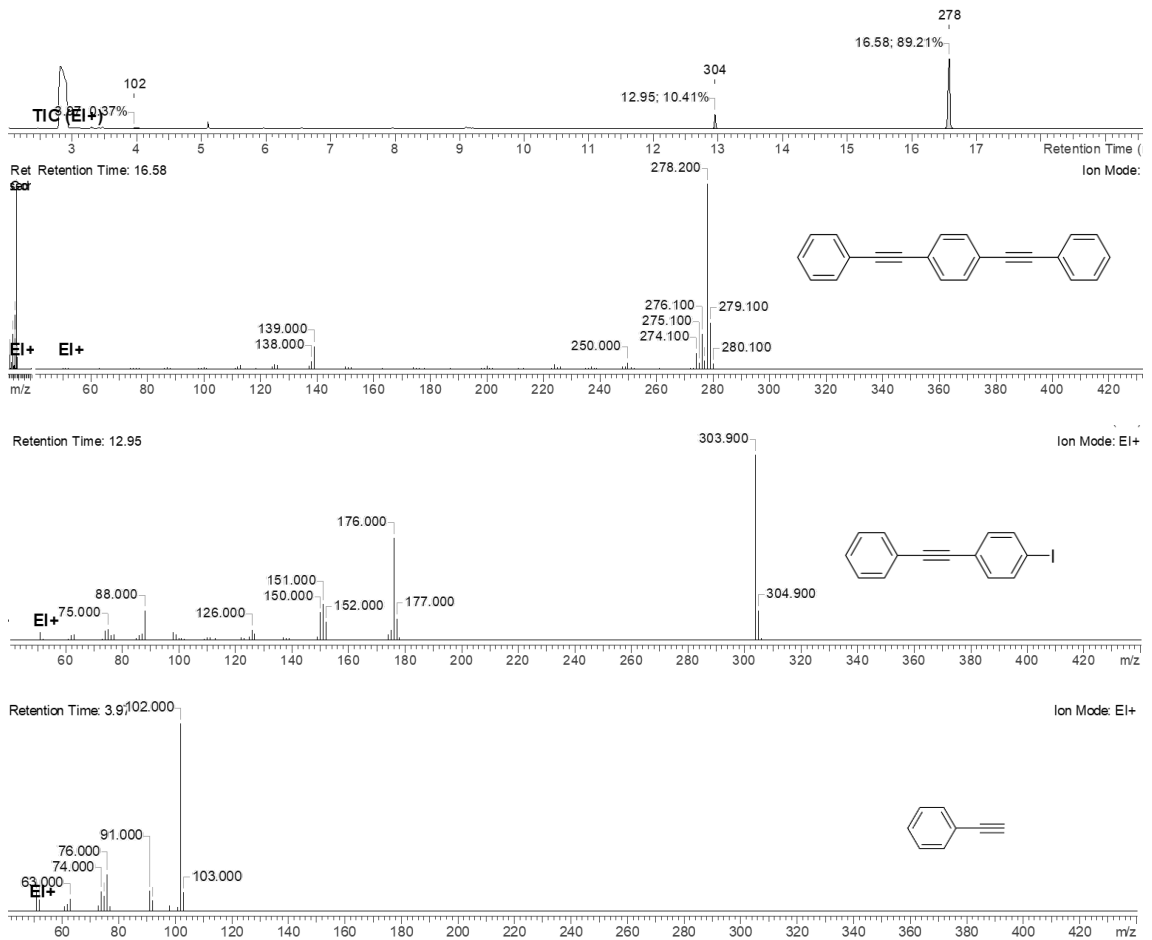 278
16.58; 89.21%
304
102
12.95; 10.41%
3.97; 0.37%
TIC (EI+)
3 4 5 6 7 8 9 10 11 12 13 14 15 16 17 Retention Time (
Ret Retention Time: 16.58 Ion Mode:
278.200
276.100 279.100
275.100
139.000 274.100
138.000 250.000 280.100
EI+ EI+
m/z 60 80 100 120 140 160 180 200 220 240 260 280 300 320 340 360 380 400 420
Retention Time: 12.95 303.900 Ion Mode: EI+
176.000
I
151.000
88.000 150.000 152.000 177.000 304.900
75.000 126.000
EI+
60 80 100 120 140 160 180 200 220 240 260 280 300 320 340 360 380 400 420 m/z
Retention Time: 3.97 102.000 Ion Mode: EI+
91.000
76.000
74.000
63.000 103.000
EI+
60 80 100 120 140 160 180 200 220 240 260 280 300 320 340 360 380 400 420 m/z